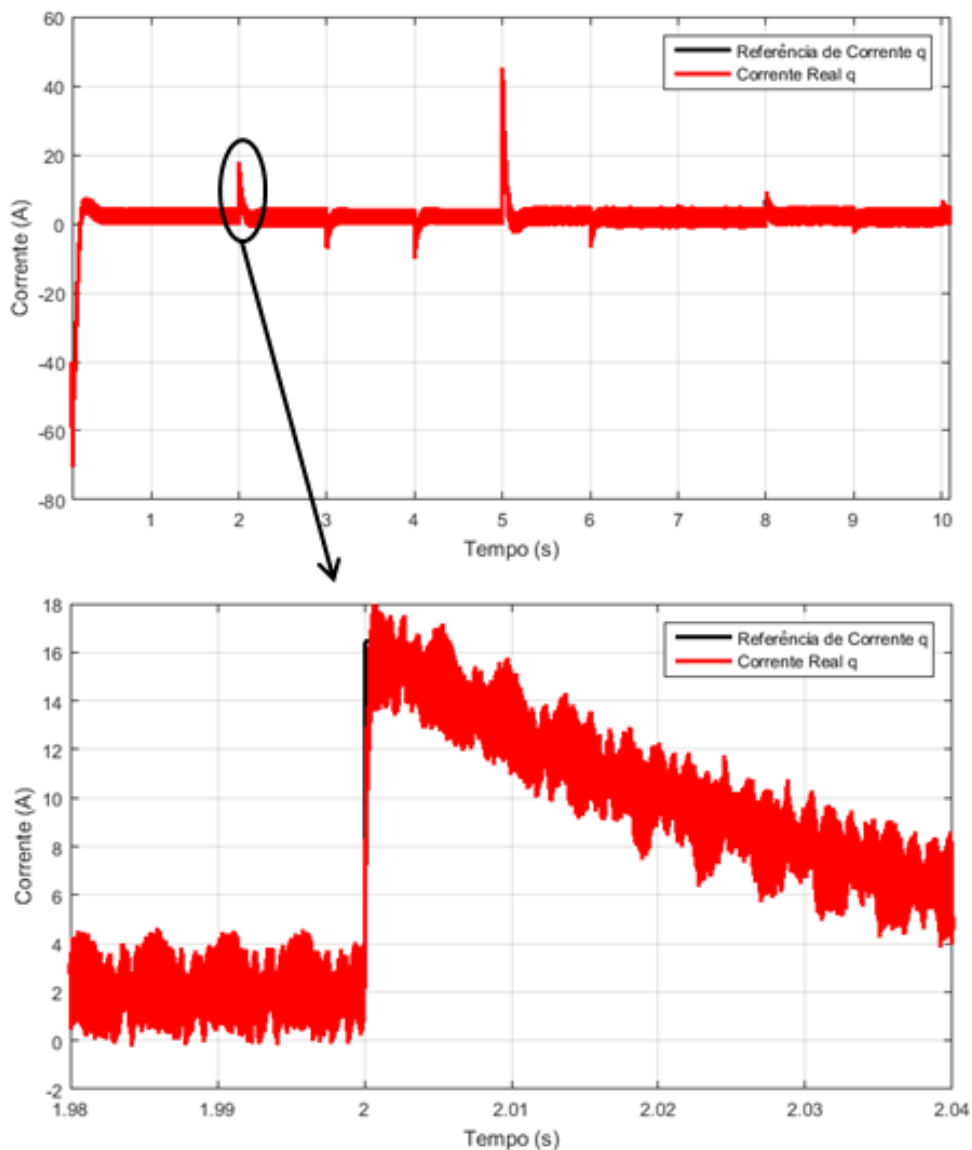 60
40
20
0
-20
-40
-60
-80
Corrente (A)
Referência de Corrente q
Corrente Real q
1 2 3 4 5 6 7 8 9 10
Tempo (s)
18
16
14
12
10
8
6
4
2
0
-2
Corrente (A)
Referência de Corrente q
Corrente Real q
1.98 1.99 2 2.01 2.02 2.03 2.04
Tempo (s)